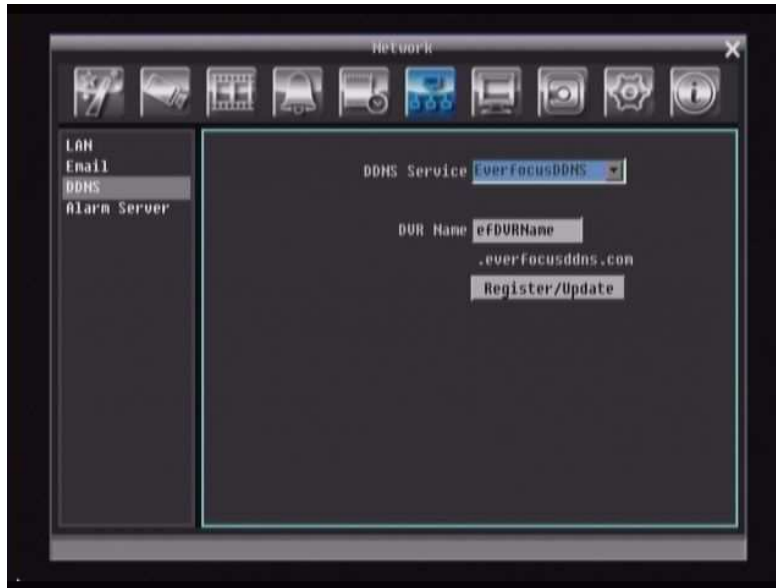 Network
LAN
Email
DDNS
Alarm Server
DDNS Service EverfocusDDNS
DVR Name efDVRName
.everfocusddns.com
Register/Update